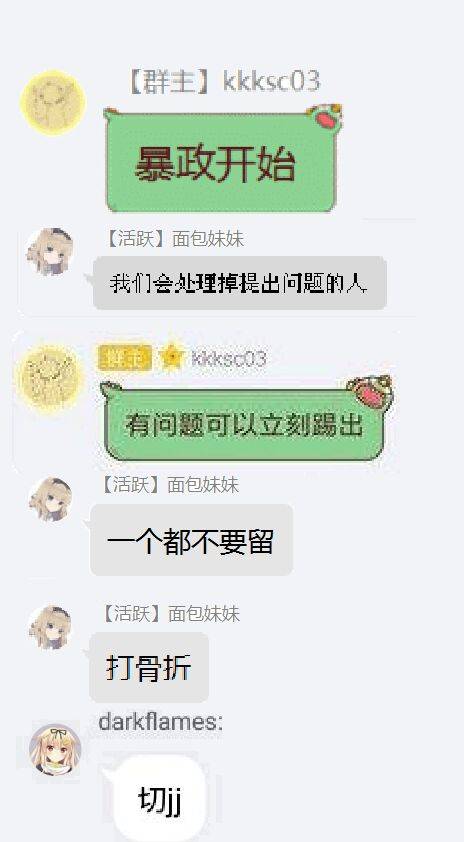 【群主】kkksc03
暴政开始
【活跃】面包妹妹
我们会处理掉提出问题的人
群主 kkksc03
有问题可以立刻踢出
【活跃】面包妹妹
一个都不要留
【活跃】面包妹妹
打骨折
darkflames:
切jj